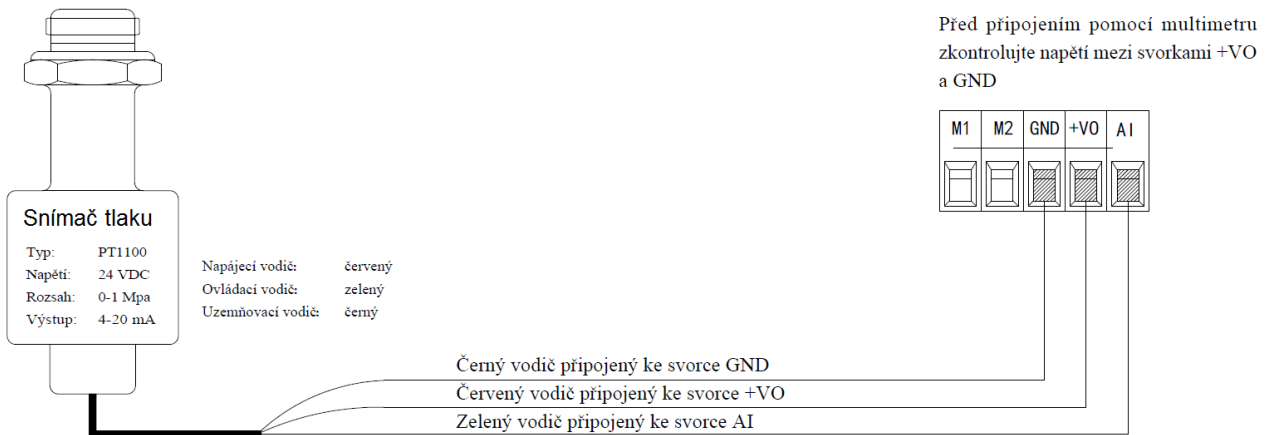 Před připojením pomocí multimetru
zkontrolujte napětí mezi svorkami +VO
a GND
M1 M2 GND +VO AI
Snímač tlaku
Typ: PT1100
Napětí: 24 VDC
Rozsah: 0-1 Mpa
Výstup: 4-20 mA
Napájecí vodič: červený
Ovládací vodič: zelený
Uzemňovací vodič: černý
Černý vodič připojený ke svorce GND
Červený vodič připojený ke svorce +VO
Zelený vodič připojený ke svorce AI